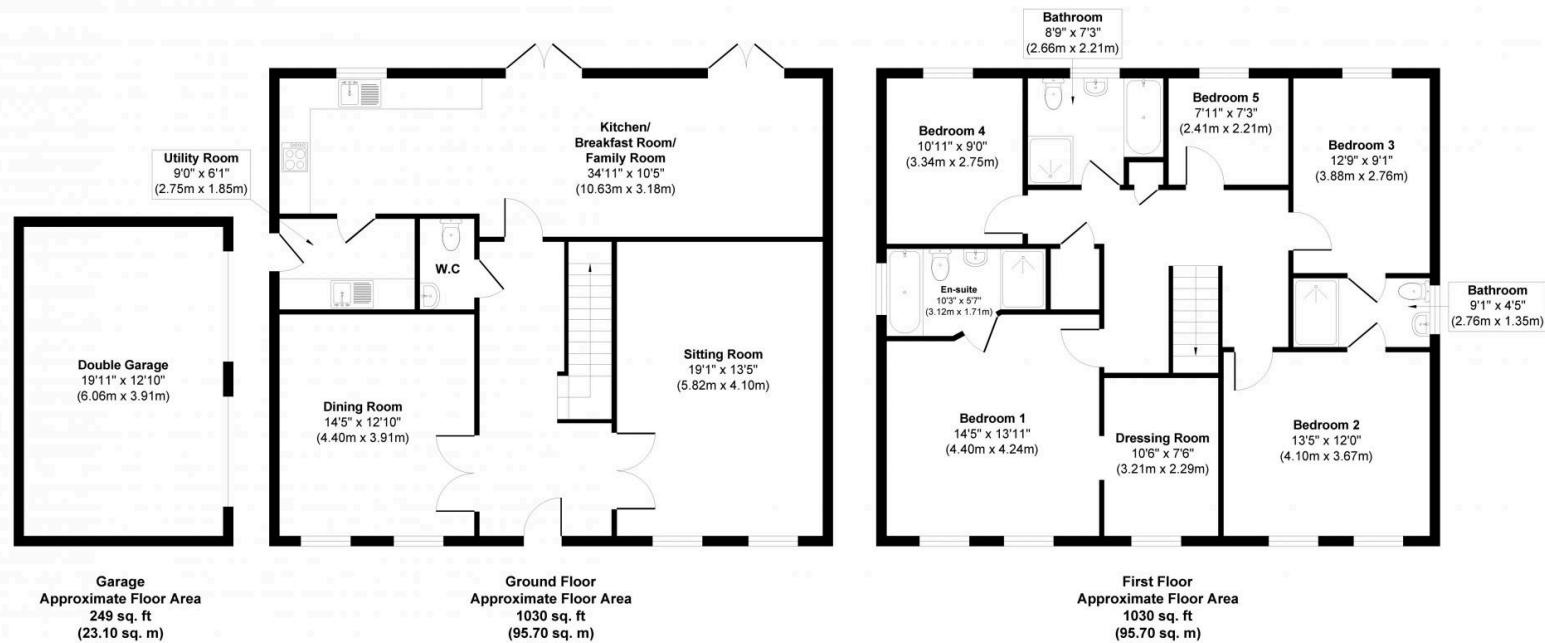 Utility Room
9'0" x 6'1"
(2.75m x 1.85m)
Double Garage
19'11" x 12'10"
(6.06m x 3.91m)
Garage
Approximate Floor Area
249 sq. ft
(23.10 sq. m)
Kitchen/
Breakfast Room/
Family Room
34'11" x 10'5"
(10.63m x 3.18m)
W.C
Dining Room
14'5" x 12'10"
(4.40m x 3.91m)
Sitting Room
19'1" x 13'5"
(5.82m x 4.10m)
Ground Floor
Approximate Floor Area
1030 sq. ft
(95.70 sq. m)
Bathroom
8'9" x 7'3"
(2.66m x 2.21m)
Bedroom 4
10'11" x 9'0"
(3.34m x 2.75m)
Bedroom 5
7'11" x 7'3"
(2.41m x 2.21m)
Bedroom 3
12'9" x 9'1"
(3.88m x 2.76m)
En-suite
10'3" x 5'7"
(3.12m x 1.71m)
Bathroom
9'1" x 4'5"
(2.76m x 1.35m)
Bedroom 1
14'5" x 13'11"
(4.40m x 4.24m)
Dressing Room
10'6" x 7'6"
(3.21m x 2.29m)
Bedroom 2
13'5" x 12'0"
(4.10m x 3.67m)
First Floor
Approximate Floor Area
1030 sq. ft
(95.70 sq. m)